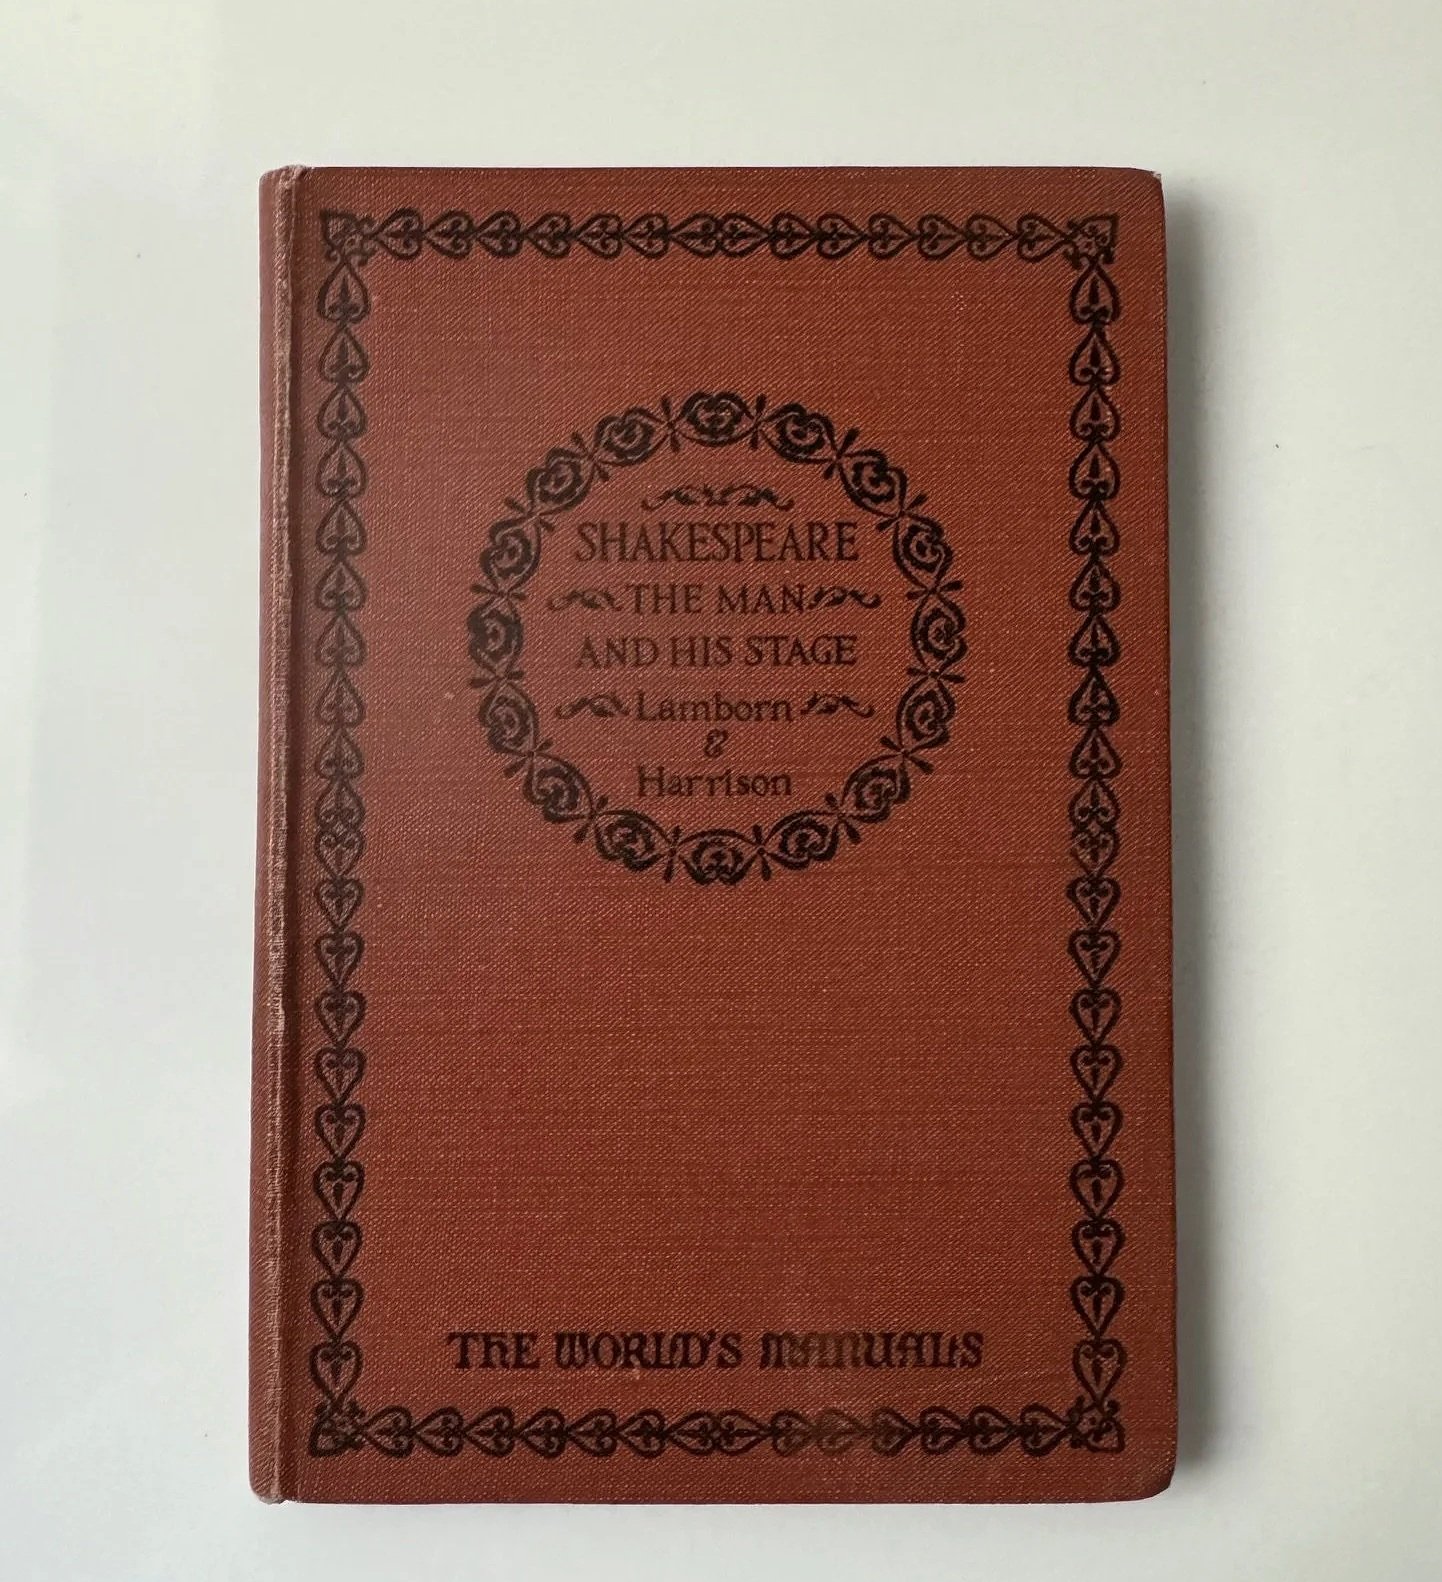 SHAKESPEARE
THE MAN
AND HIS STAGE
Lamborn
&
Harrison
THE WORLD'S MANUALS